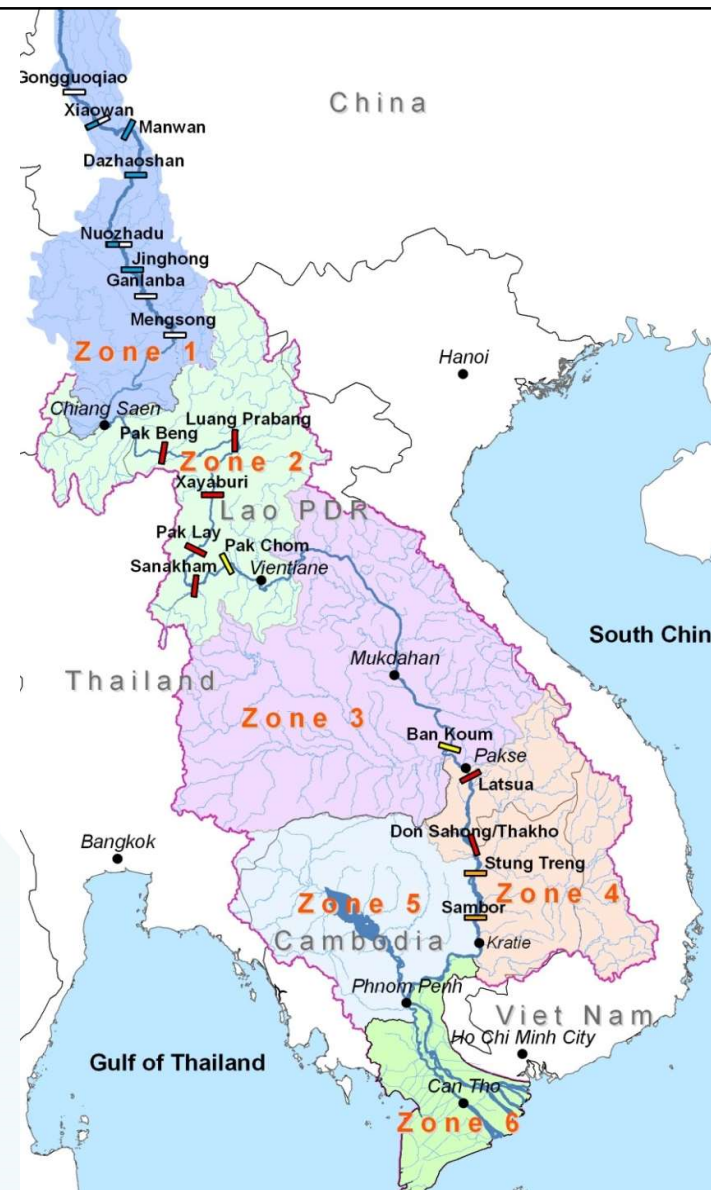 Gongguoqiao
China
Xiaowan
Manwan
Dazhaoshan
Nuozhadu
Jinghong
Ganlanba
Mengsong
Zone 1
Hanoi
Chiang Saen
Luang Prabang
Pak Beng
Zone 2
Xayaburi
Lao PDR
Pak Lay
Pak Chom
Sanakham
Vientiane
South Chin
Mukdahan
Thailand
Zone 3
Ban Koum
Pakse
Latsua
Don Sahong/Thakho
Bangkok
Stung Treng
Zone 4
Zone 5
Sambor
Cambodia
Kratie
Phnom Penh
Viet Nam
Ho Chi Minh City
Gulf of Thailand
Can Tho
Zone 6